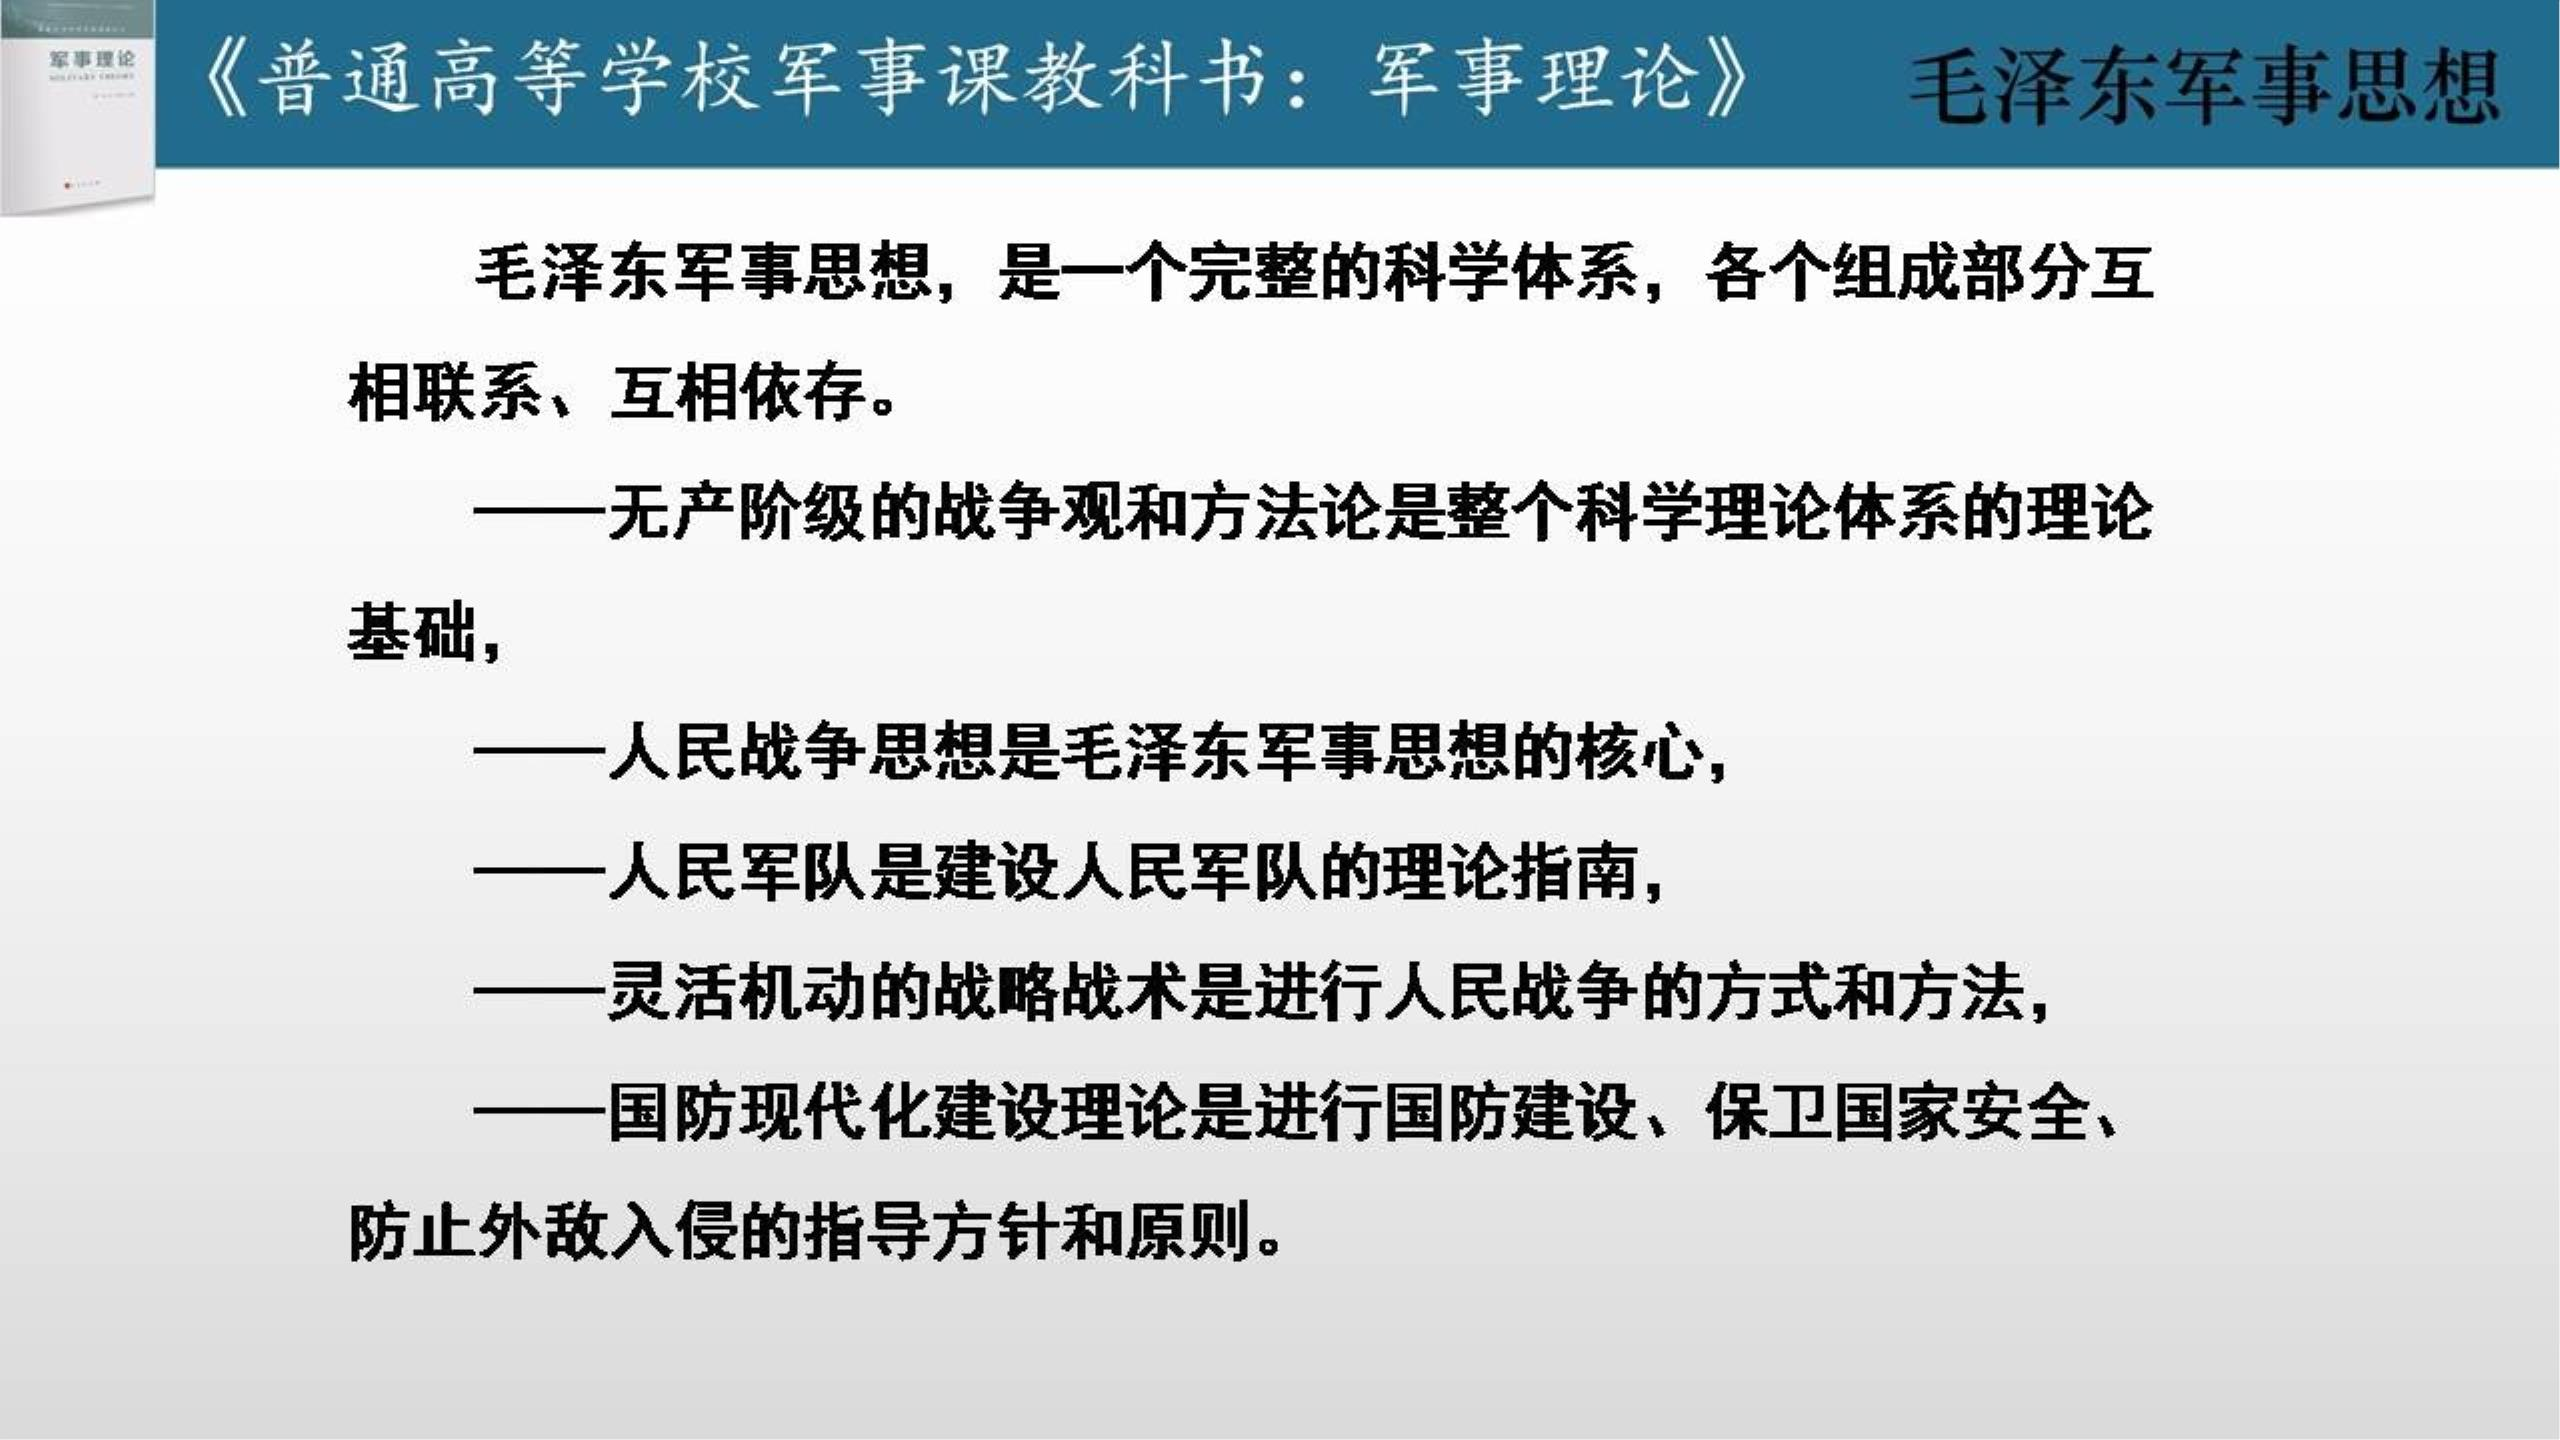 军事理论
MILITARY THEORY
《普通高等学校军事课教科书：军事理论》
毛泽东军事思想
毛泽东军事思想，是一个完整的科学体系，各个组成部分互
相联系、互相依存。
——无产阶级的战争观和方法论是整个科学理论体系的理论
基础，
——人民战争思想是毛泽东军事思想的核心，
——人民军队是建设人民军队的理论指南，
——灵活机动的战略战术是进行人民战争的方式和方法，
——国防现代化建设理论是进行国防建设、保卫国家安全、
防止外敌入侵的指导方针和原则。